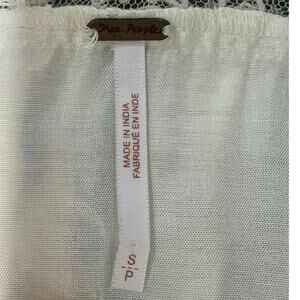 Free People
MADE IN INDIA
FABRIQUÉ EN INDE
S
P